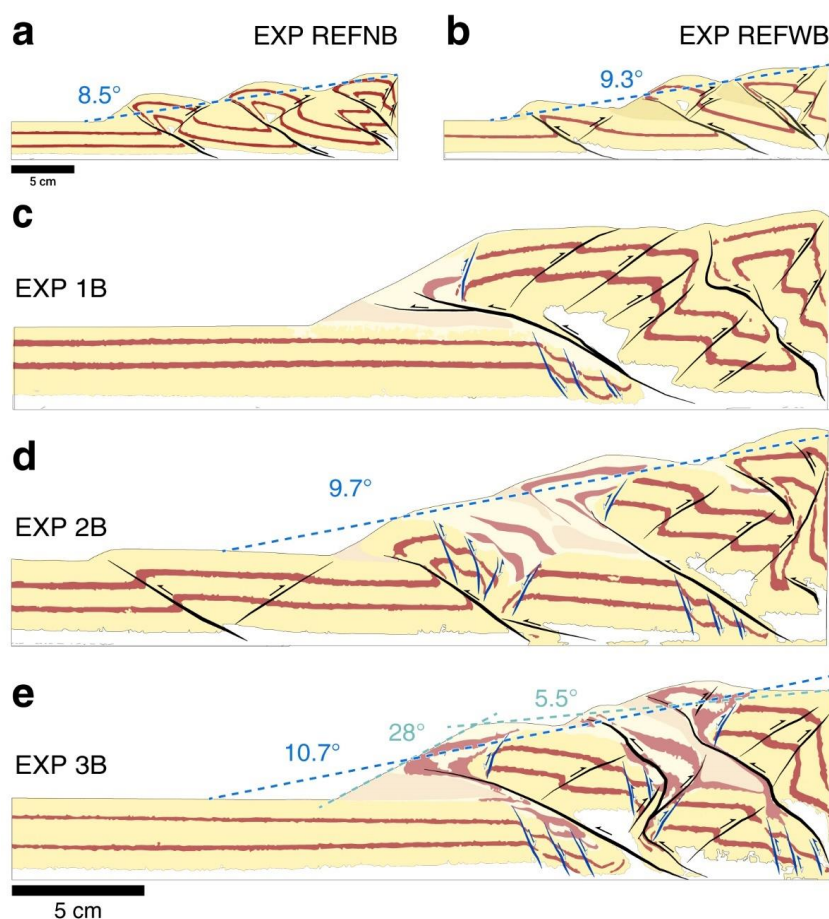 a EXP REFNB
b EXP REFWB
8.5°
9.3°
5 cm
c
EXP 1B
d
9.7°
EXP 2B
e
5.5°
28°
10.7°
EXP 3B
5 cm